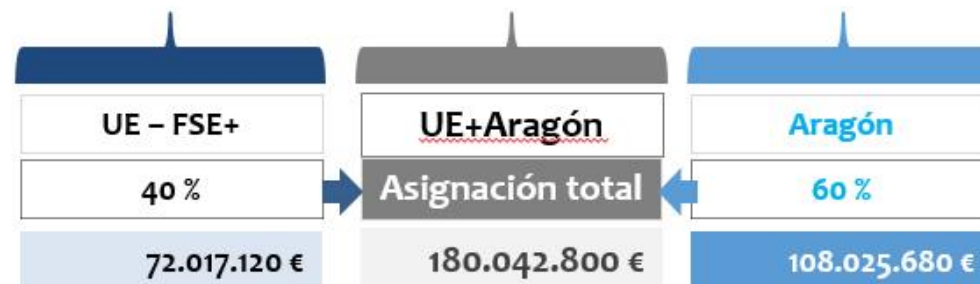 UE – FSE+
UE+Aragón
Aragón
40 %
Asignación total
60 %
72.017.120 €
180.042.800 €
108.025.680 €